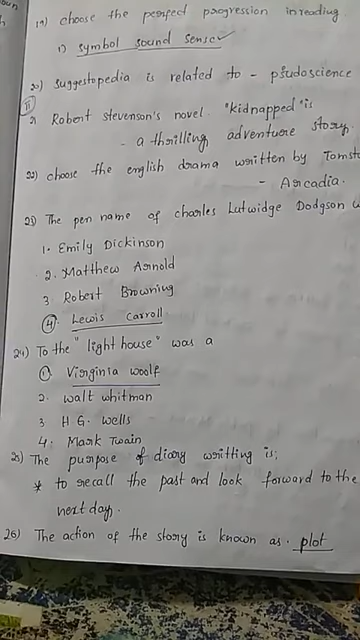 19) choose the perfect progression in reading
1) symbol sound sense ✓
20) suggestopedia is related to - psudoscience
21 Robert stevenson's novel. "kidnapped" is
- a thrilling adventure story.
22) choose the english drama written by Tomsto
- Arcadia.
23) The pen name of charles Lutwidge Dodgson w
1. Emily Dickinson
2. Matthew Arnold
3. Robert Browning
4. Lewis Carroll
24) To the "light house" was a
1. Virginia woolf
2. walt whitman
3. H G. wells
4. Mark Twain
25) The purpose of diary writting is;
* to recall the past and look forward to the
next day.
26) The action of the story is known as. plot